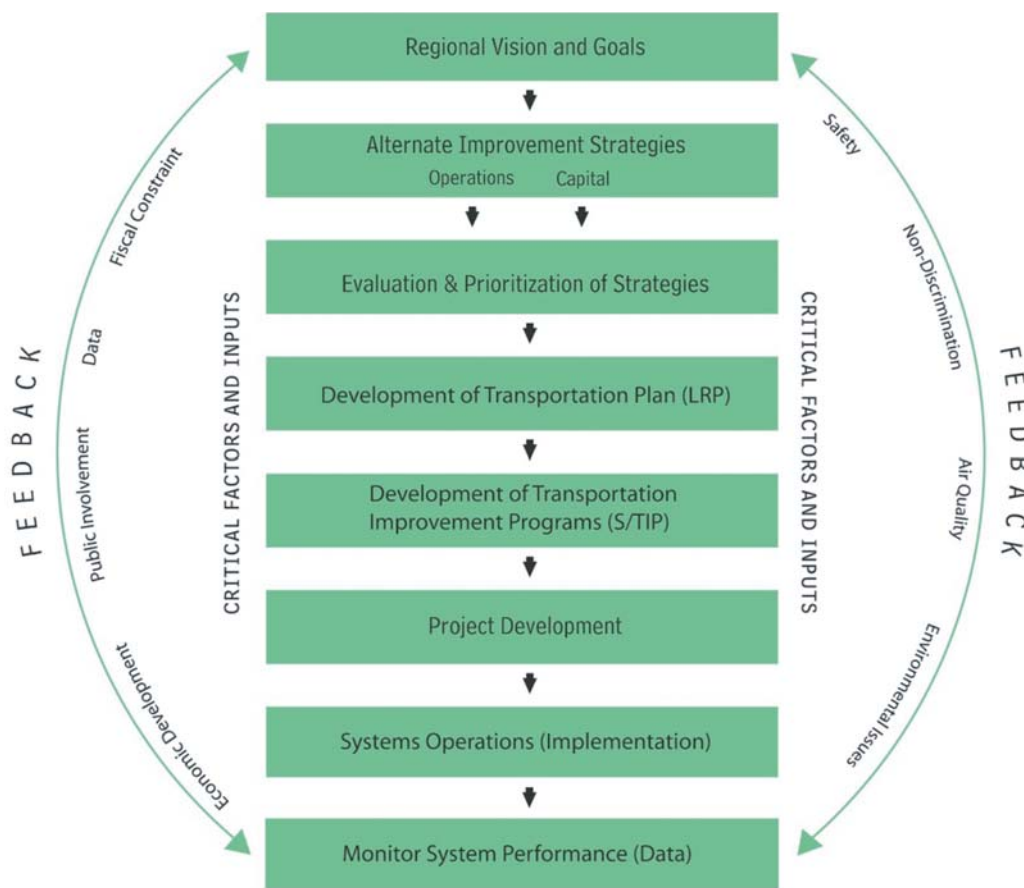 Regional Vision and Goals
Alternate Improvement Strategies
Operations Capital
Evaluation & Prioritization of Strategies
Development of Transportation Plan (LRP)
Development of Transportation
Improvement Programs (S/TIP)
Project Development
Systems Operations (Implementation)
Monitor System Performance (Data)
FEEDBACK
Fiscal Constraint
Data
Public Involvement
Economic Development
CRITICAL FACTORS AND INPUTS
CRITICAL FACTORS AND INPUTS
Safety
Non-Discrimination
Air Quality
Environmental Issues
FEEDBACK